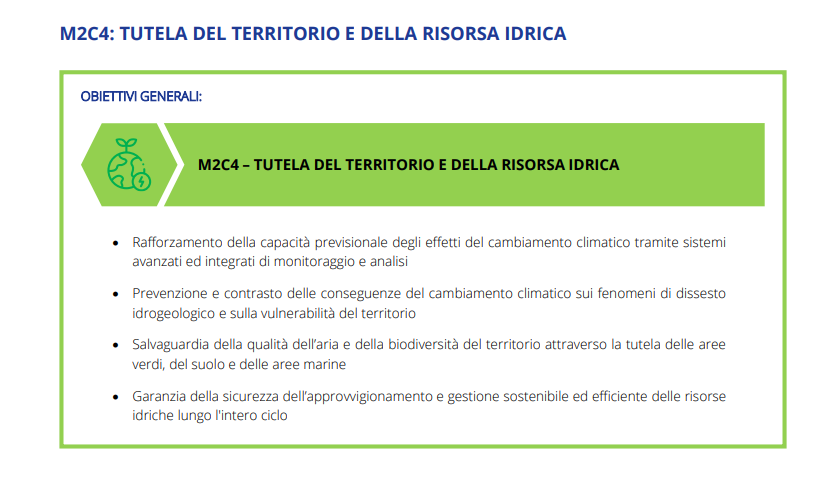 M2C4: TUTELA DEL TERRITORIO E DELLA RISORSA IDRICA
OBIETTIVI GENERALI:
M2C4 – TUTELA DEL TERRITORIO E DELLA RISORSA IDRICA
• Rafforzamento della capacità previsionale degli effetti del cambiamento climatico tramite sistemi
avanzati ed integrati di monitoraggio e analisi
• Prevenzione e contrasto delle conseguenze del cambiamento climatico sui fenomeni di dissesto
idrogeologico e sulla vulnerabilità del territorio
• Salvaguardia della qualità dell’aria e della biodiversità del territorio attraverso la tutela delle aree
verdi, del suolo e delle aree marine
• Garanzia della sicurezza dell’approvvigionamento e gestione sostenibile ed efficiente delle risorse
idriche lungo l'intero ciclo